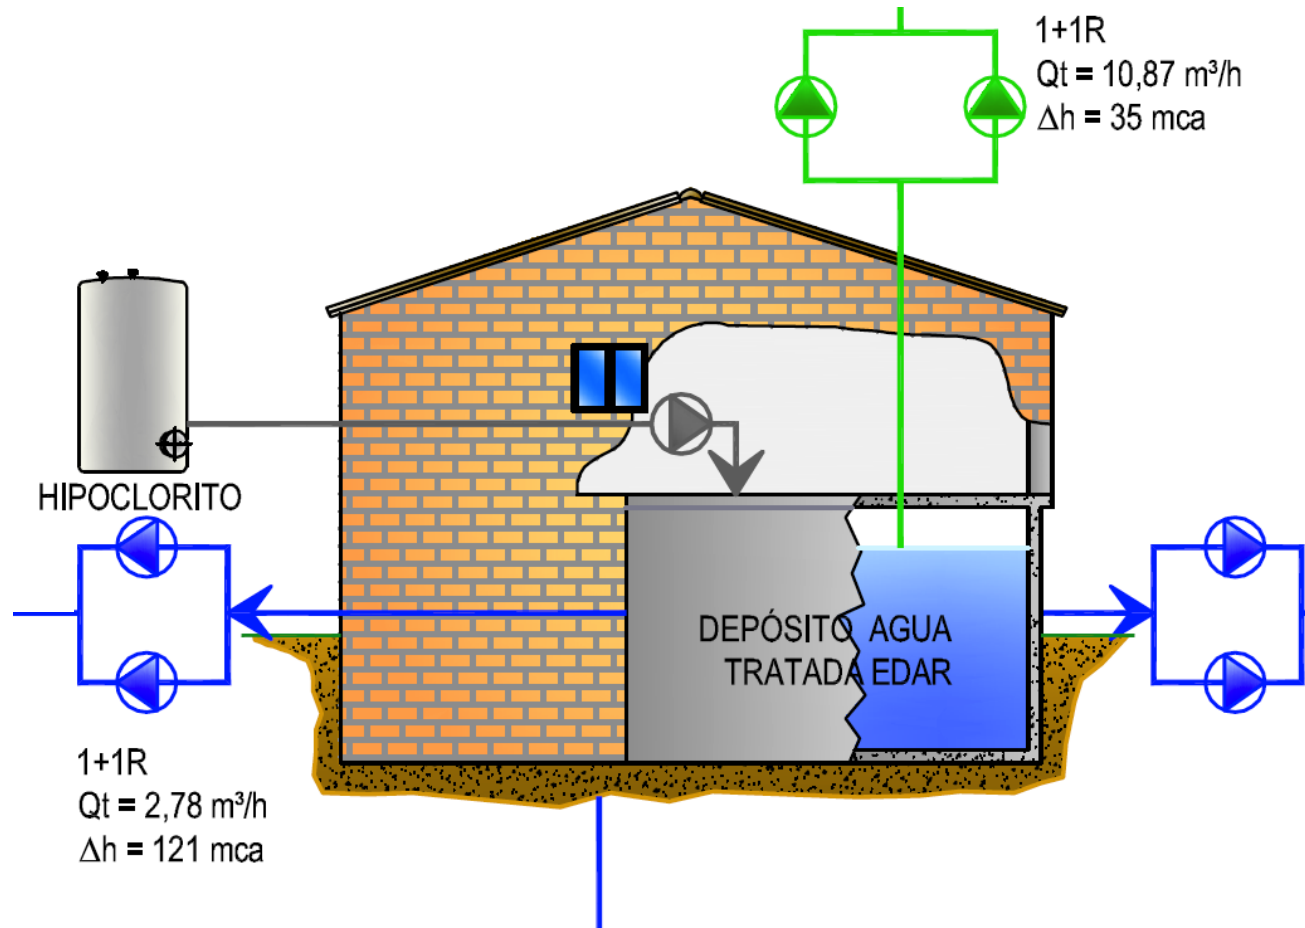 1+1R
Qt = 10,87 m³/h
Δh = 35 mca
HIPOCLORITO
DEPÓSITO AGUA
TRATADA EDAR
1+1R
Qt = 2,78 m³/h
Δh = 121 mca